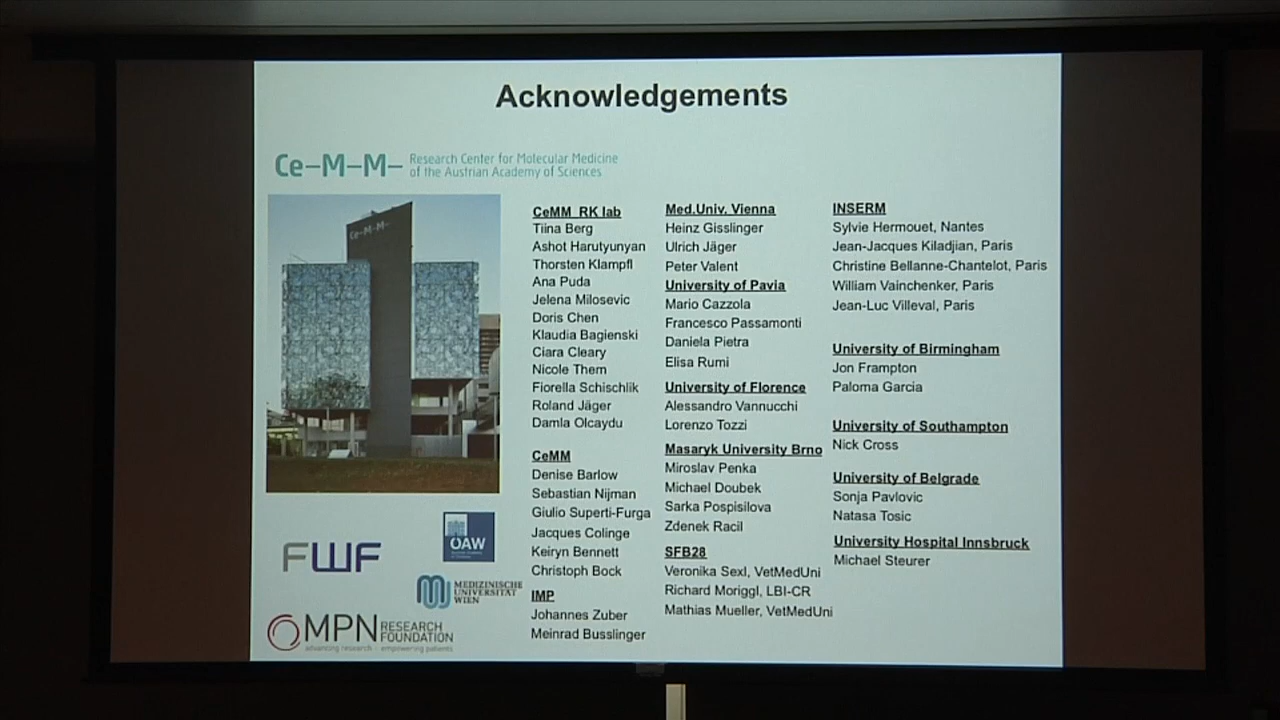 Acknowledgements
Ce–M–M– Research Center for Molecular Medicine
of the Austrian Academy of Sciences
Ce–M–M–
CeMM RK lab
Tiina Berg
Ashot Harutyunyan
Thorsten Klampfl
Ana Puda
Jelena Milosevic
Doris Chen
Klaudia Bagienski
Ciara Cleary
Nicole Them
Fiorella Schischlik
Roland Jäger
Damla Olcaydu
CeMM
Denise Barlow
Sebastian Nijman
Giulio Superti-Furga
Jacques Colinge
Keiryn Bennett
Christoph Bock
IMP
Johannes Zuber
Meinrad Busslinger
Med.Univ. Vienna
Heinz Gisslinger
Ulrich Jäger
Peter Valent
University of Pavia
Mario Cazzola
Francesco Passamonti
Daniela Pietra
Elisa Rumi
University of Florence
Alessandro Vannucchi
Lorenzo Tozzi
Masaryk University Brno
Miroslav Penka
Michael Doubek
Sarka Pospisilova
Zdenek Racil
SFB28
Veronika Sexl, VetMedUni
Richard Moriggl, LBI-CR
Mathias Mueller, VetMedUni
INSERM
Sylvie Hermouet, Nantes
Jean-Jacques Kiladjian, Paris
Christine Bellanne-Chantelot, Paris
William Vainchenker, Paris
Jean-Luc Villeval, Paris
University of Birmingham
Jon Frampton
Paloma Garcia
University of Southampton
Nick Cross
University of Belgrade
Sonja Pavlovic
Natasa Tosic
University Hospital Innsbruck
Michael Steurer
FWF
ÖAW
MEDIZINISCHE
UNIVERSITÄT
WIEN
MPN RESEARCH
FOUNDATION
advancing research - empowering patients